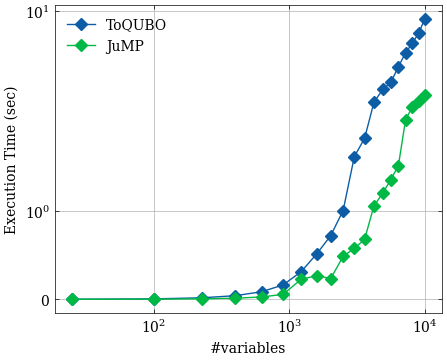 10¹
10⁰
0
Execution Time (sec)
ToQUBO
JuMP
10² 10³ 10⁴
#variables